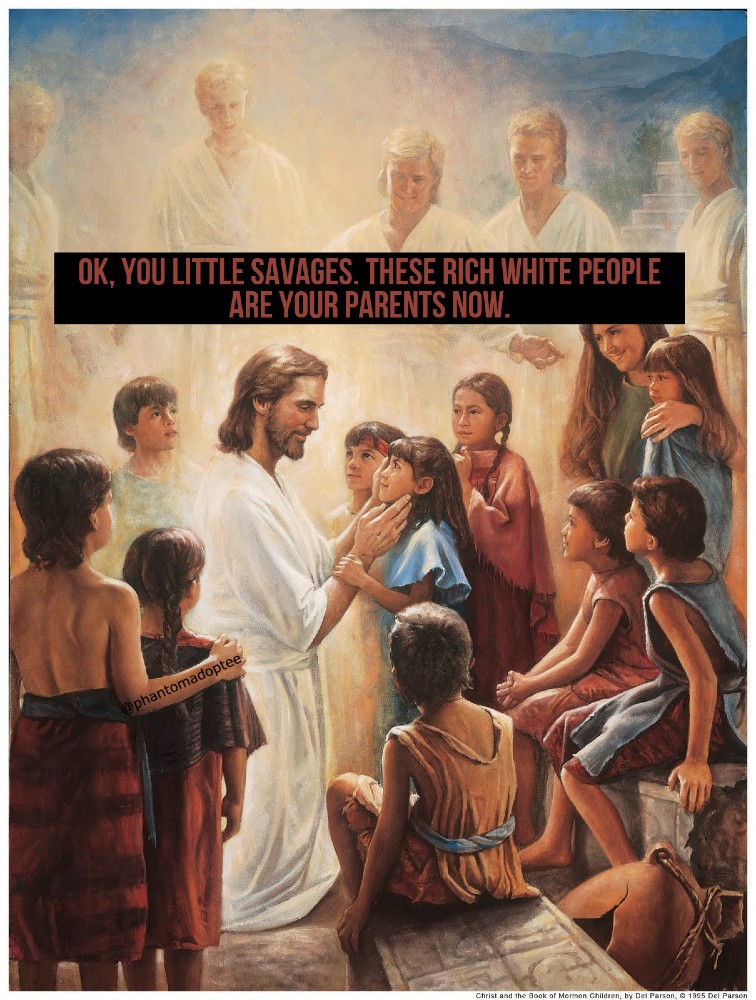 OK, YOU LITTLE SAVAGES. THESE RICH WHITE PEOPLE
ARE YOUR PARENTS NOW.
@phantomadoptee
Christ and the Book of Mormon Children, by Del Parson, © 1995 Del Parson